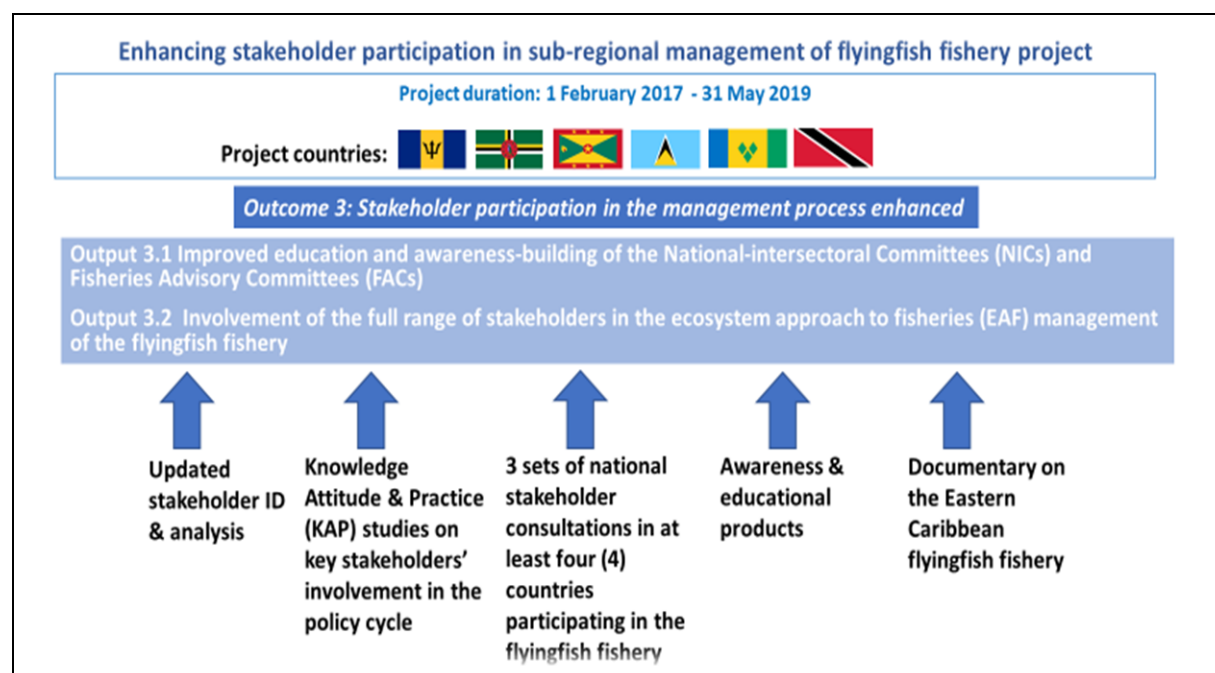 Enhancing stakeholder participation in sub-regional management of flyingfish fishery project
Project duration: 1 February 2017 - 31 May 2019
Project countries:
Outcome 3: Stakeholder participation in the management process enhanced
Output 3.1 Improved education and awareness-building of the National-intersectoral Committees (NICs) and
Fisheries Advisory Committees (FACs)
Output 3.2 Involvement of the full range of stakeholders in the ecosystem approach to fisheries (EAF) management
of the flyingfish fishery
Updated
stakeholder ID
& analysis
Knowledge
Attitude & Practice
(KAP) studies on
key stakeholders'
involvement in the
policy cycle
3 sets of national
stakeholder
consultations in at
least four (4)
countries
participating in the
flyingfish fishery
Awareness &
educational
products
Documentary on
the Eastern
Caribbean
flyingfish fishery